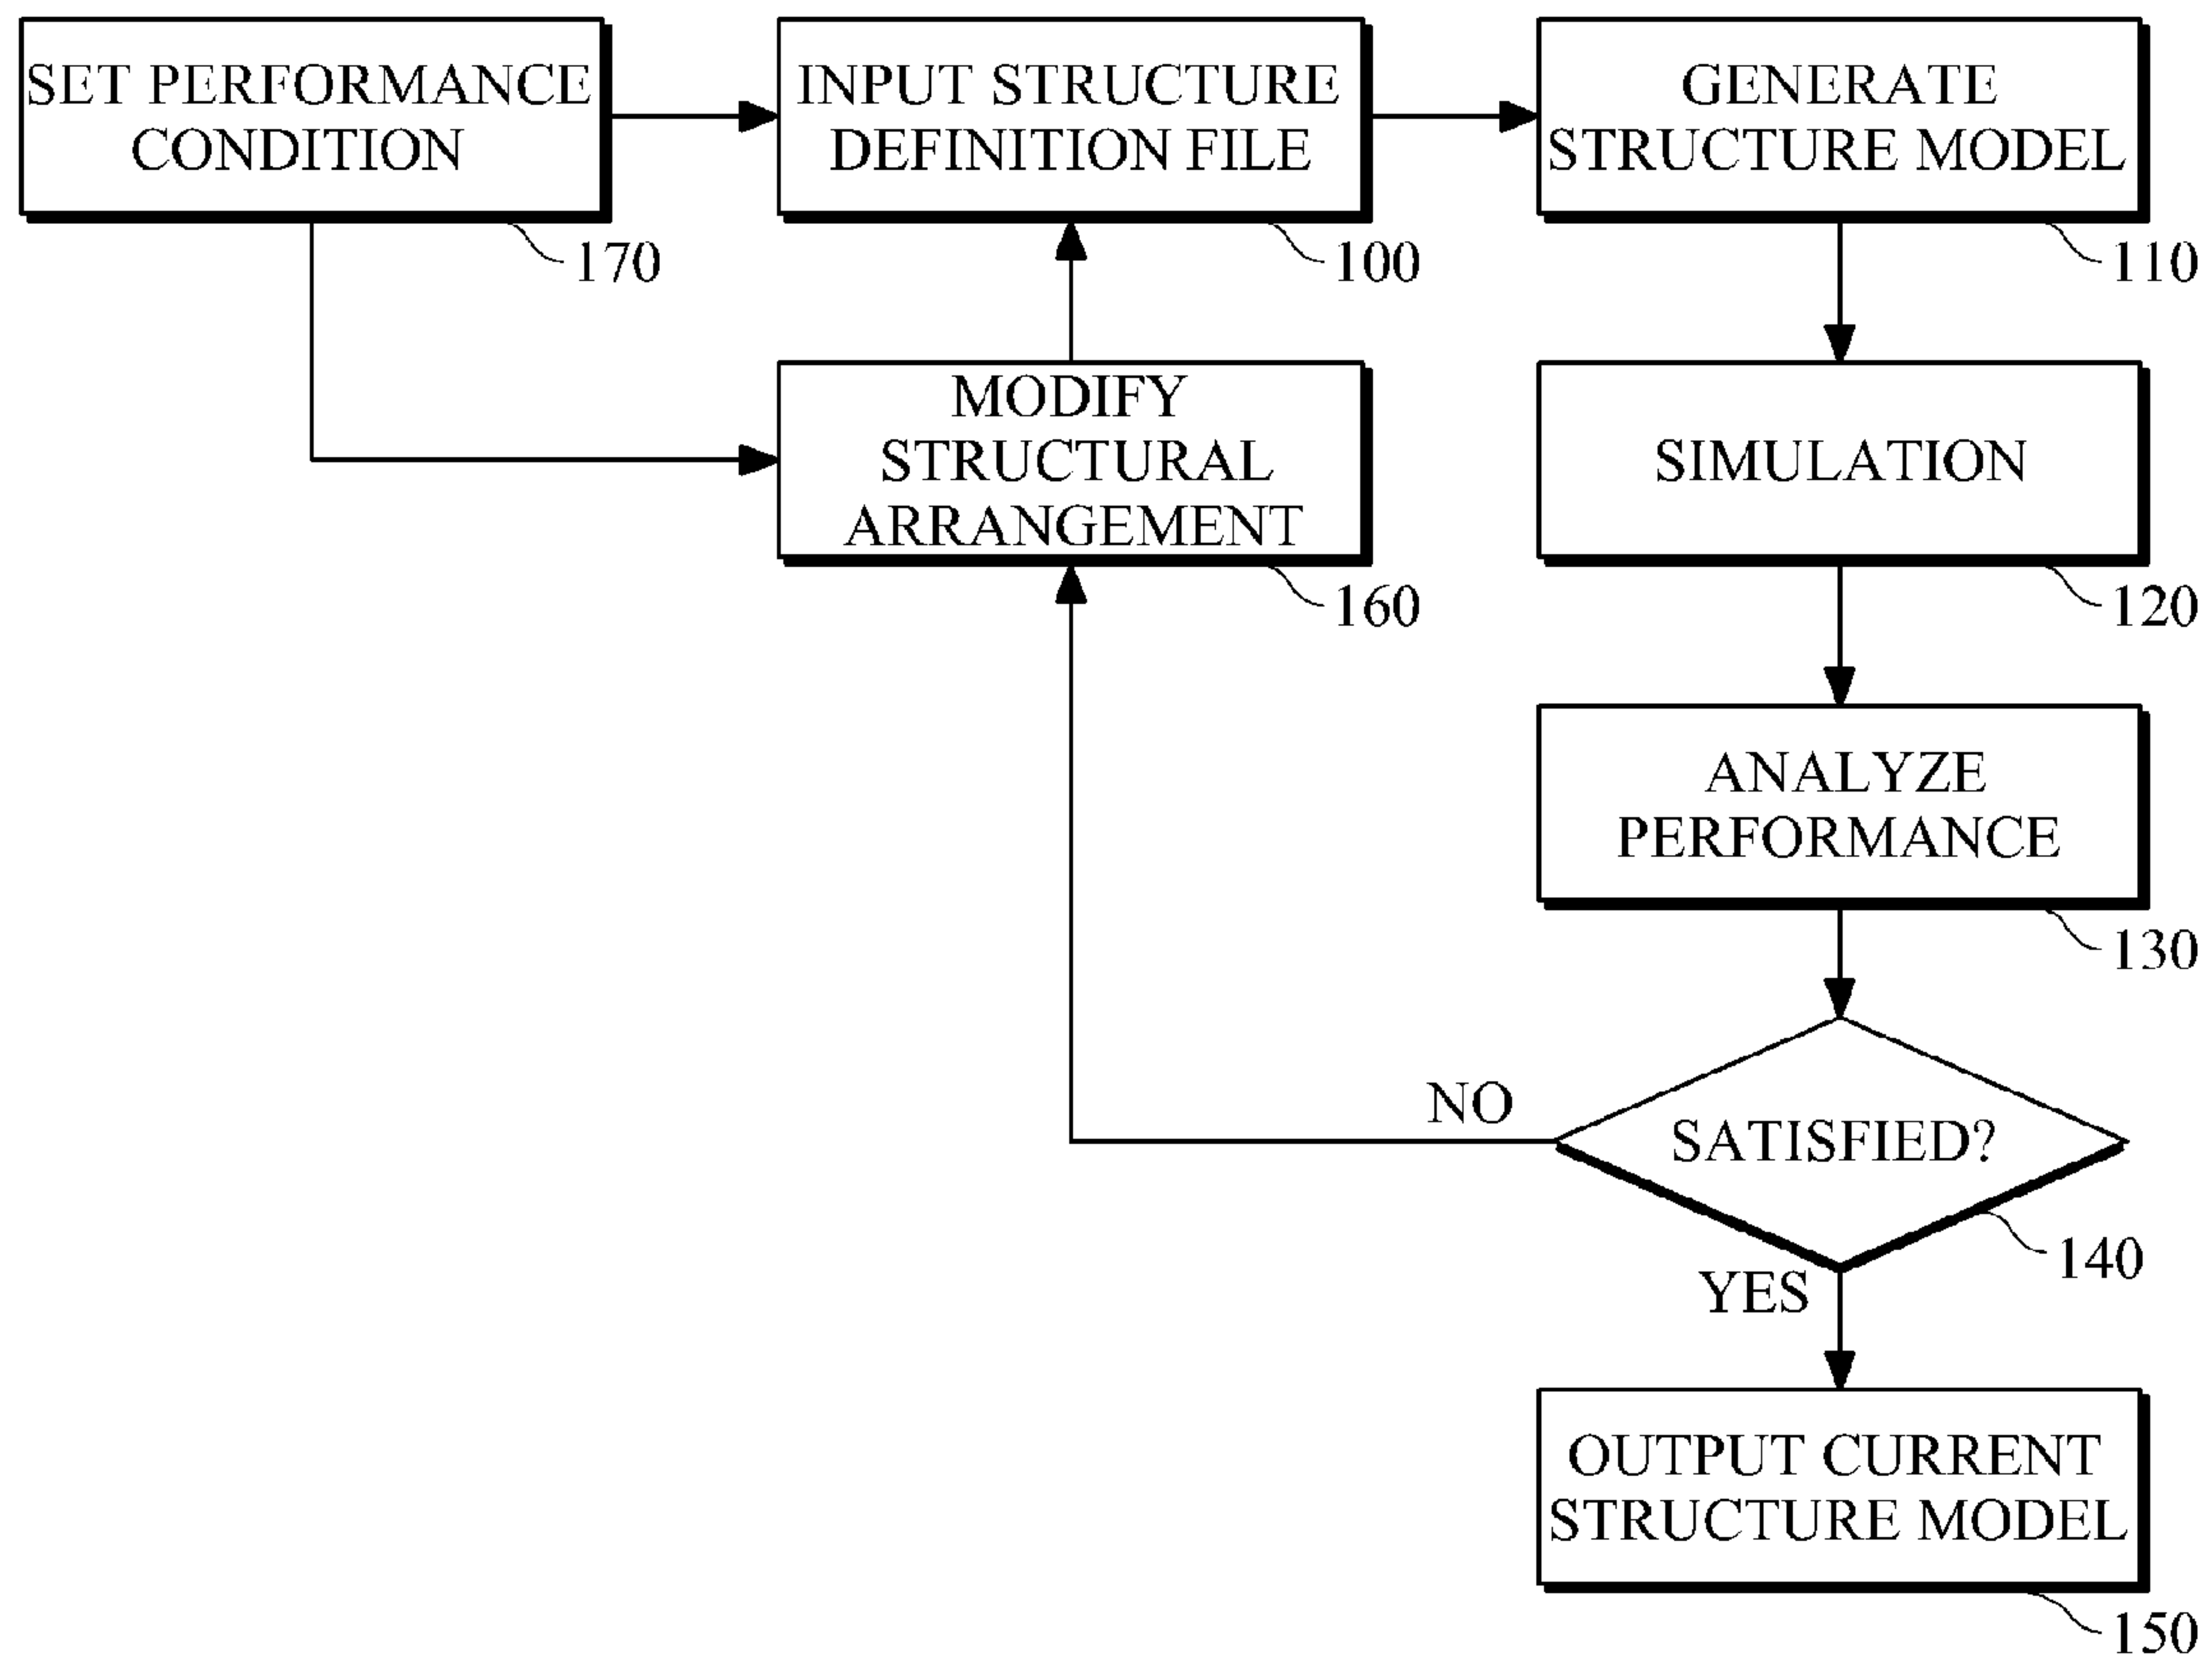 SET PERFORMANCE
CONDITION
170
INPUT STRUCTURE
DEFINITION FILE
100
GENERATE
STRUCTURE MODEL
110
MODIFY
STRUCTURAL
ARRANGEMENT
160
SIMULATION
120
ANALYZE
PERFORMANCE
130
NO
SATISFIED?
140
YES
OUTPUT CURRENT
STRUCTURE MODEL
150